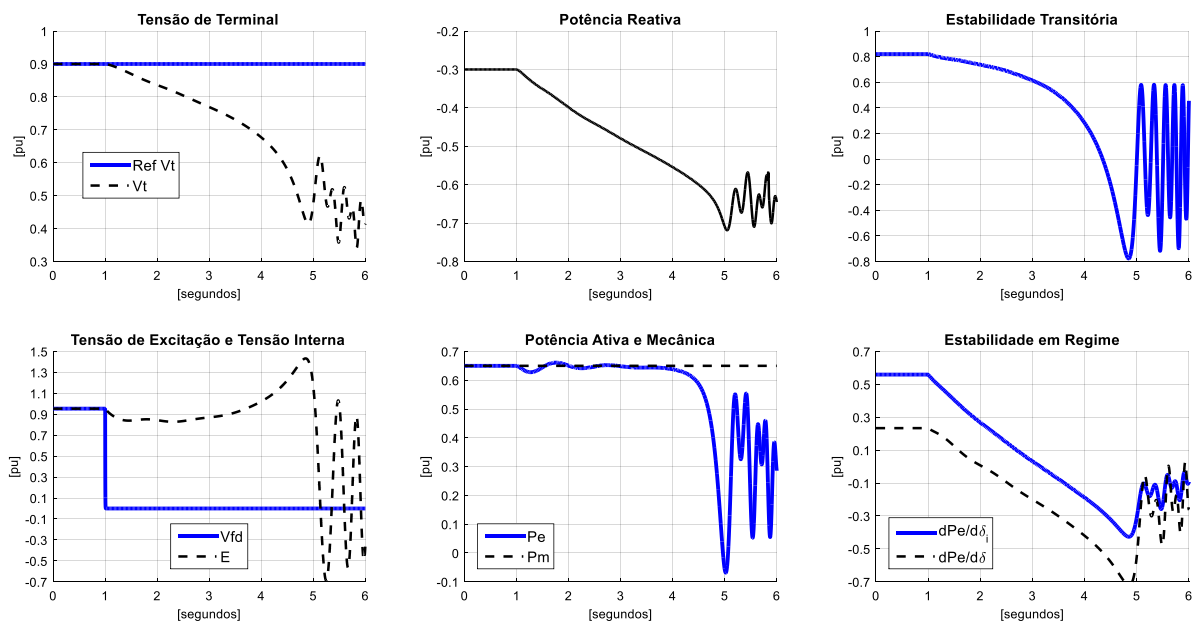 Tensão de Terminal
1
0.9
0.8
0.7
0.6
0.5
0.4
0.3
[pu]
Ref Vt
Vt
0 1 2 3 4 5 6
[segundos]
Potência Reativa
-0.2
-0.3
-0.4
-0.5
-0.6
-0.7
-0.8
[pu]
0 1 2 3 4 5 6
[segundos]
Estabilidade Transitória
1
0.8
0.6
0.4
0.2
0
-0.2
-0.4
-0.6
-0.8
[pu]
0 1 2 3 4 5 6
[segundos]
Tensão de Excitação e Tensão Interna
1.5
1.3
1.1
0.9
0.7
0.5
0.3
0.1
-0.1
-0.3
-0.5
-0.7
[pu]
Vfd
E
0 1 2 3 4 5 6
[segundos]
Potência Ativa e Mecânica
0.7
0.6
0.5
0.4
0.3
0.2
0.1
0
-0.1
[pu]
Pe
Pm
0 1 2 3 4 5 6
[segundos]
Estabilidade em Regime
0.7
0.5
0.3
0.1
-0.1
-0.3
-0.5
-0.7
[pu]
dPe/dδi
dPe/dδ
0 1 2 3 4 5 6
[segundos]